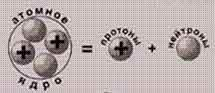 атомное
ядро
=
протоны
+
нейтроны